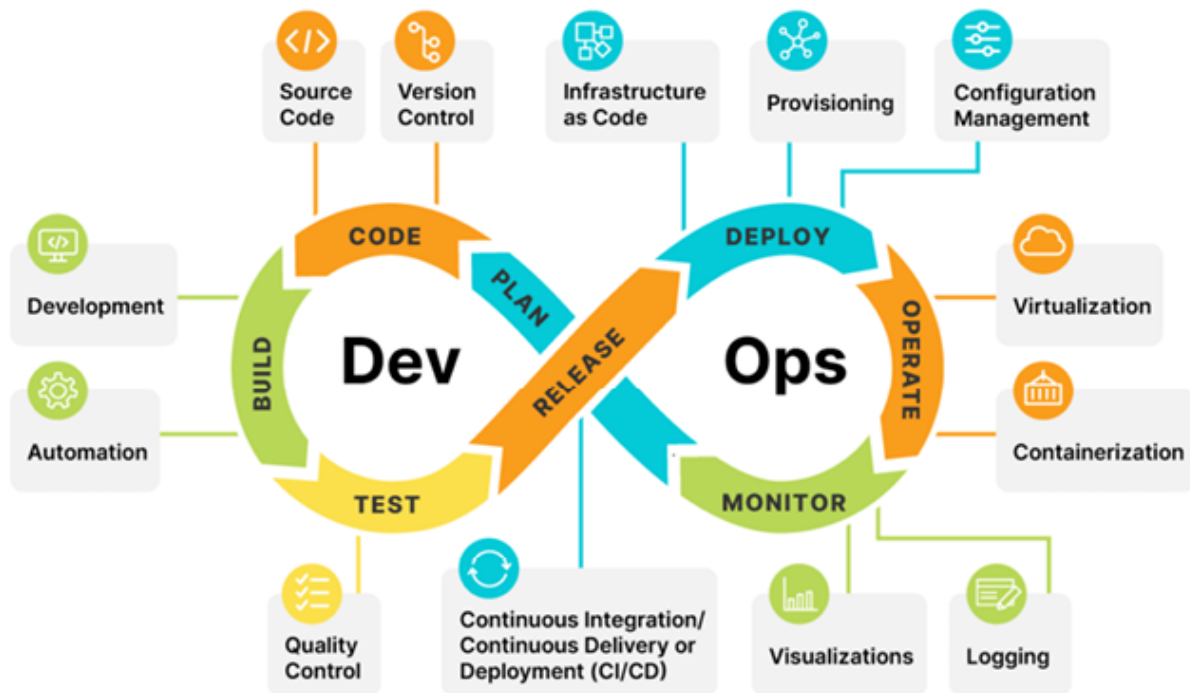 Source
Code
Version
Control
Infrastructure
as Code
Provisioning
Configuration
Management
CODE
DEPLOY
PLAN
Development
Virtualization
BUILD
Dev
RELEASE
Ops
OPERATE
Automation
Containerization
TEST
MONITOR
Quality
Control
Continuous Integration/
Continuous Delivery or
Deployment (CI/CD)
Visualizations
Logging